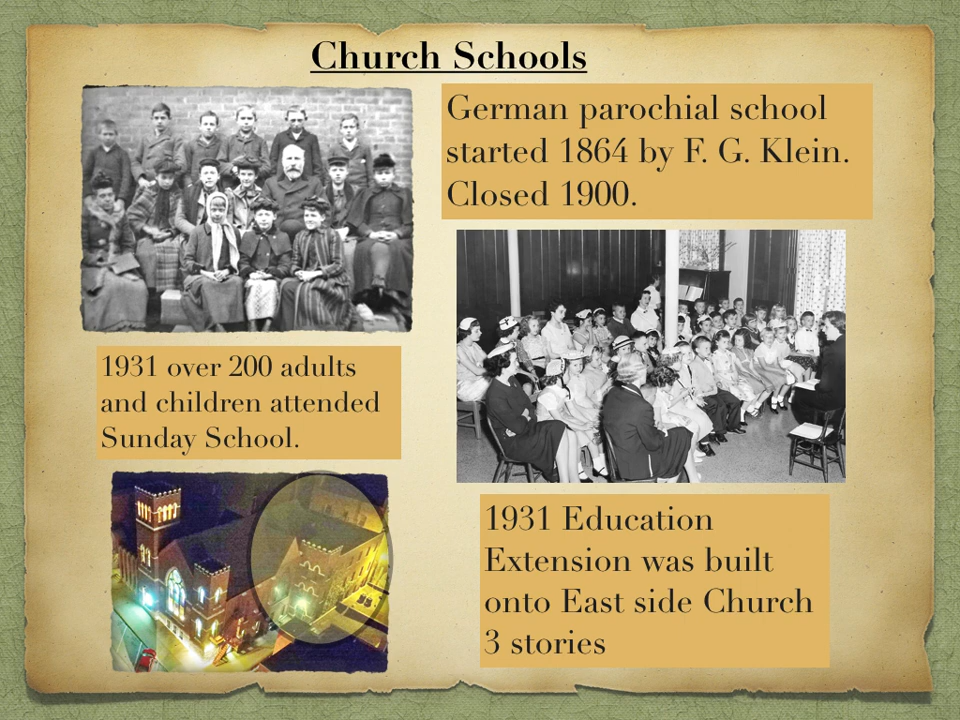 Church Schools
German parochial school
started 1864 by F. G. Klein.
Closed 1900.
1931 over 200 adults
and children attended
Sunday School.
1931 Education
Extension was built
onto East side Church
3 stories